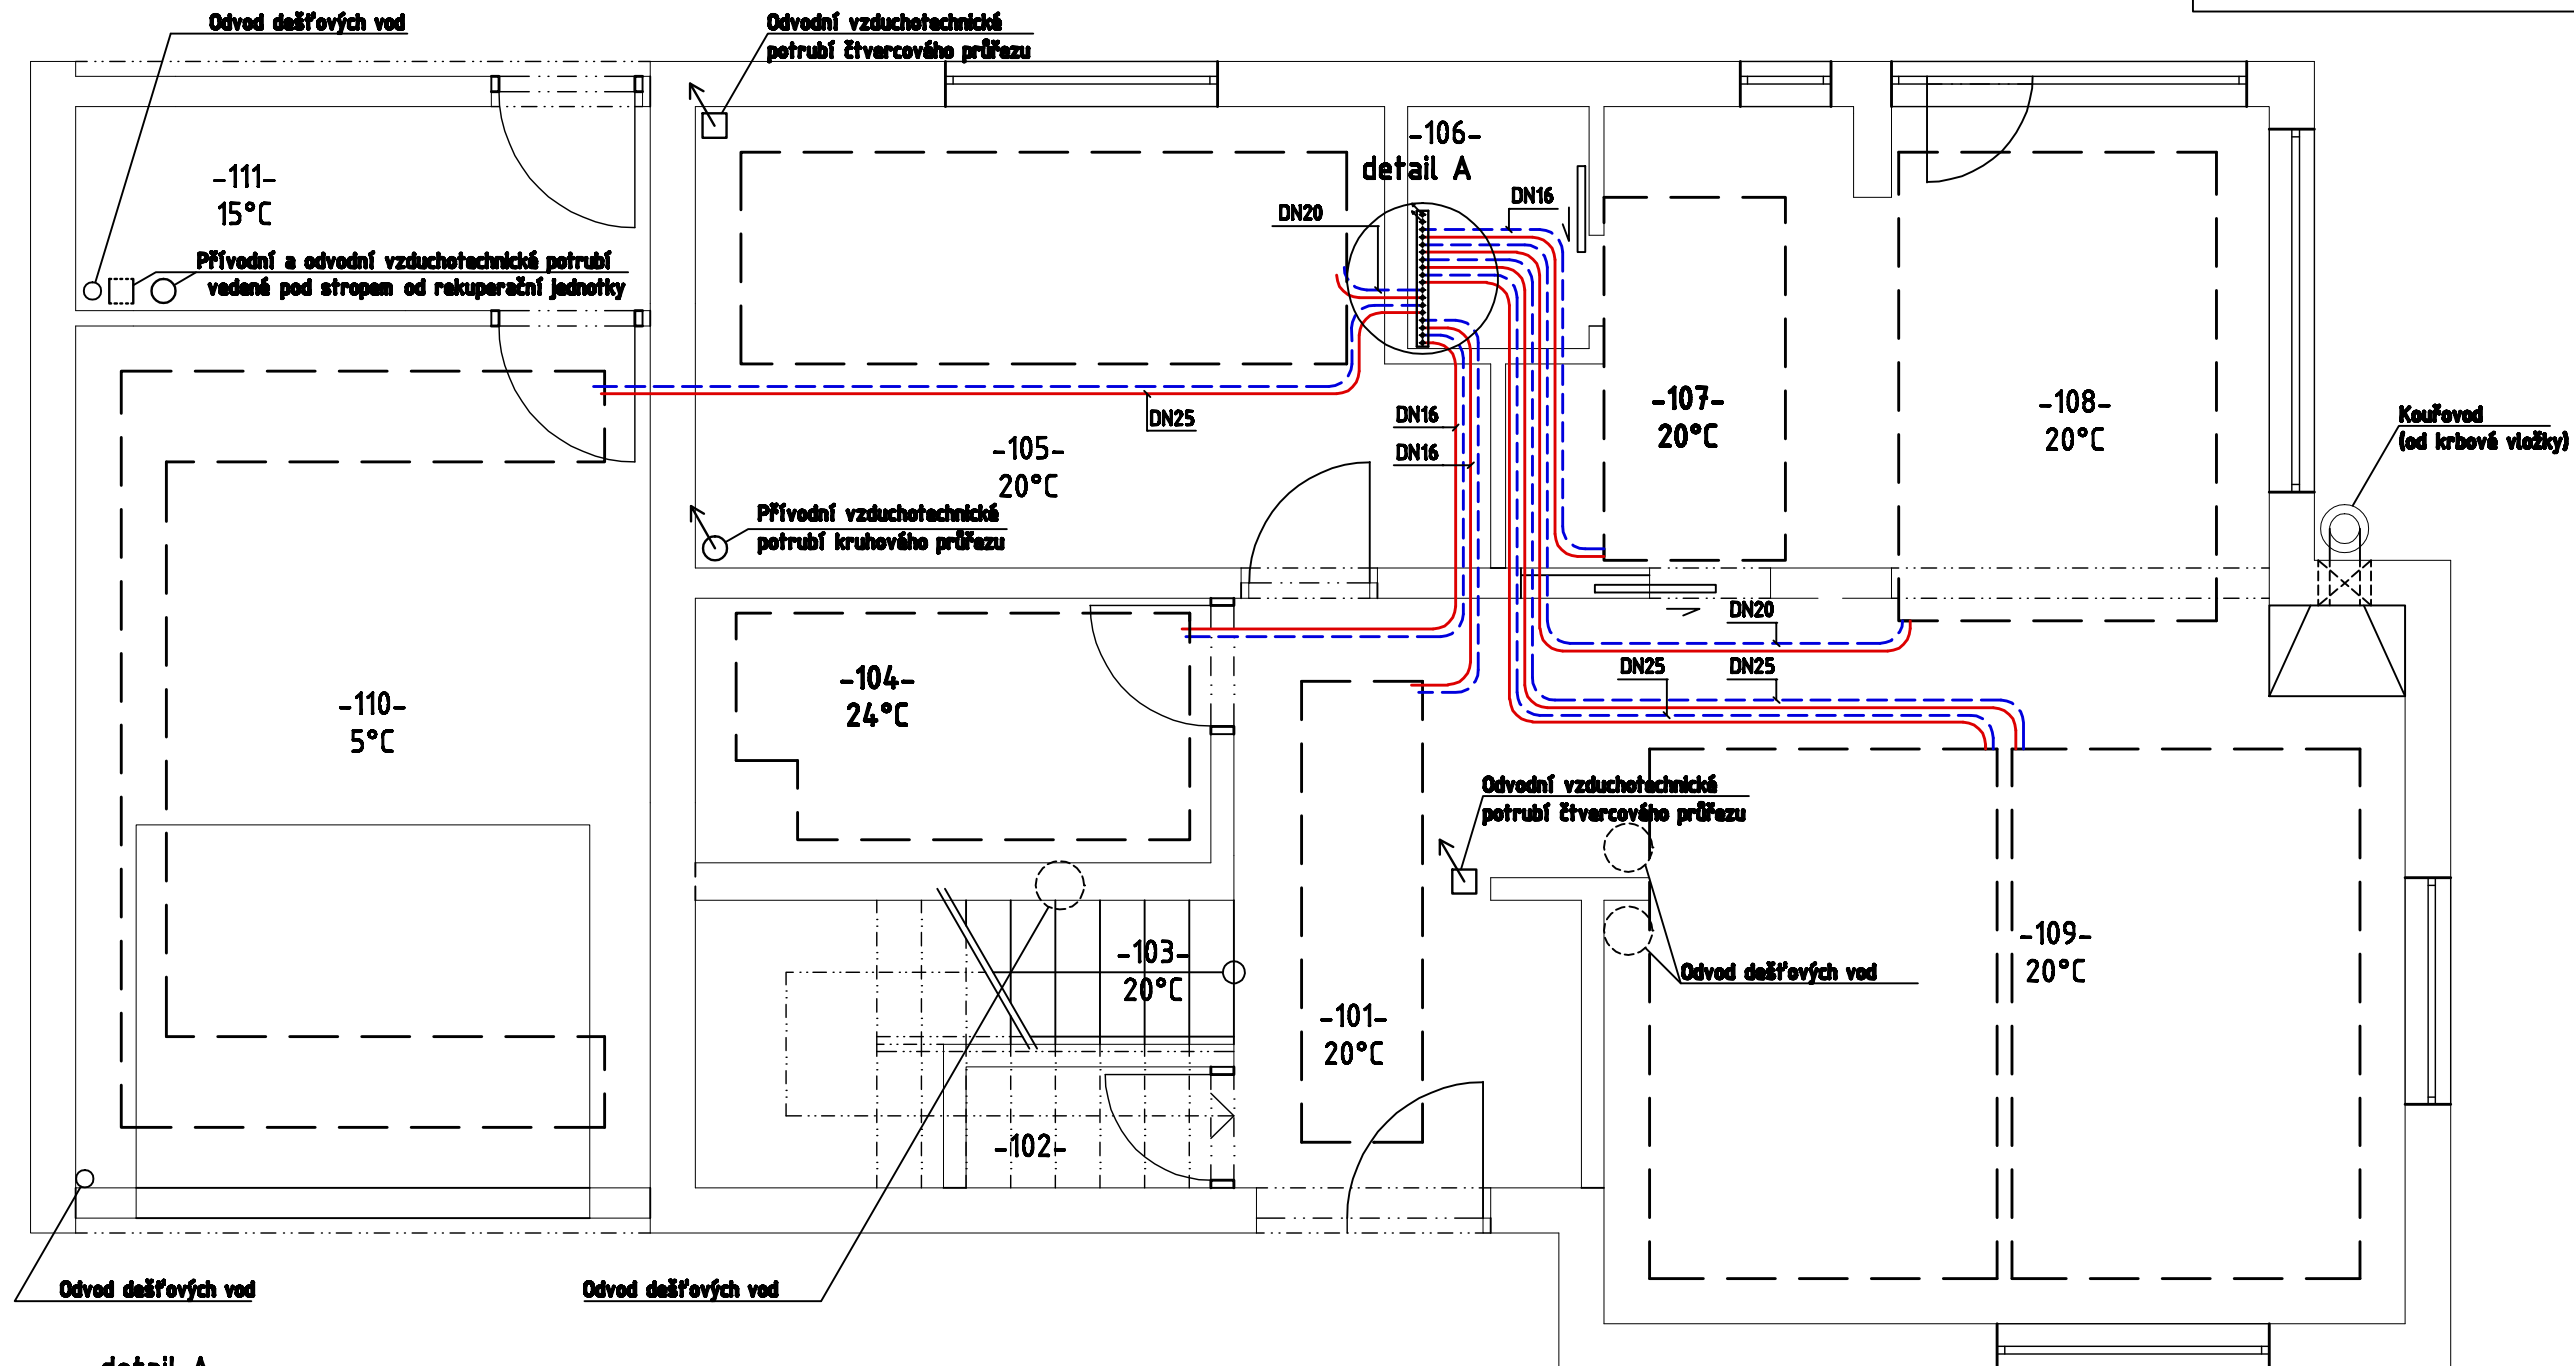 Odvod dešťových vod
Odvodní vzduchotechnické
potrubí čtvercového průřezu
-106-
detail A
-111-
15°C
DN16
DN20
Přívodní a odvodní vzduchotechnické potrubí
vedené pod stropem od rekuperační jednotky
-107-
20°C
-108-
20°C
Kouřovod
(od krbové vložky)
DN25
DN16
DN16
-105-
20°C
Přívodní vzduchotechnické
potrubí kruhového průřezu
DN20
DN25
DN25
-104-
24°C
-110-
5°C
Odvodní vzduchotechnické
potrubí čtvercového průřezu
-109-
20°C
-103-
20°C
Odvod dešťových vod
-101-
20°C
-102-
Odvod dešťových vod
Odvod dešťových vod
detail A